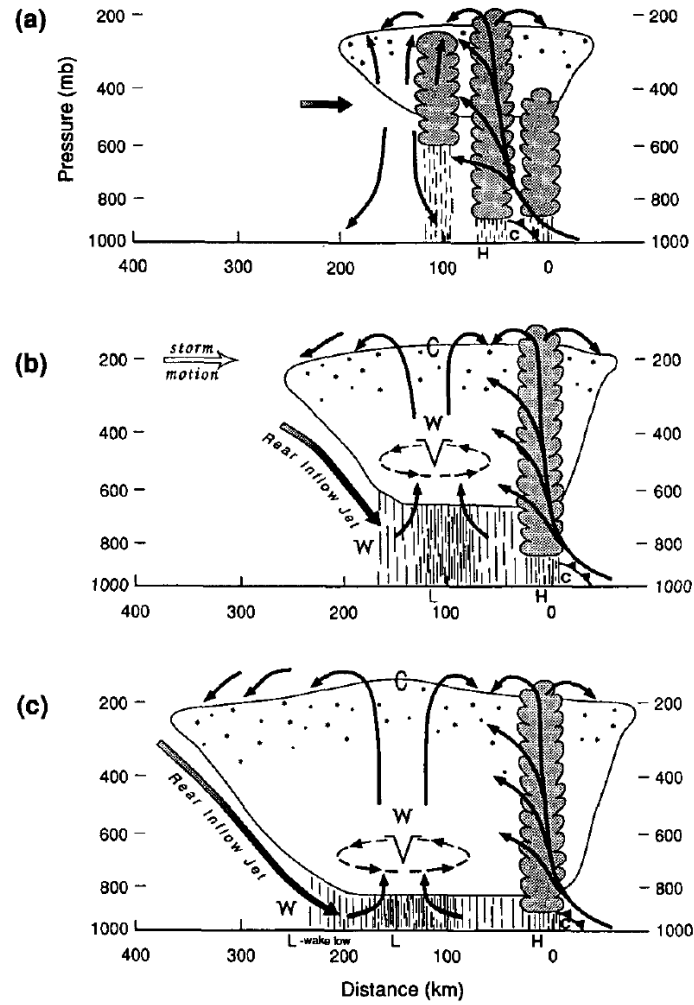 (a)
200
400
600
800
1000
Pressure (mb)
200
400
600
800
1000
C
H
400 300 200 100 0
(b)
storm
motion
200
400
600
800
1000
200
400
600
800
1000
C
W
V
Rear Inflow Jet
W
C
L H
400 300 200 100 0
(c)
200
400
600
800
1000
200
400
600
800
1000
C
W
V
Rear Inflow Jet
W
C
L -wake low L H
400 300 200 100 0
Distance (km)